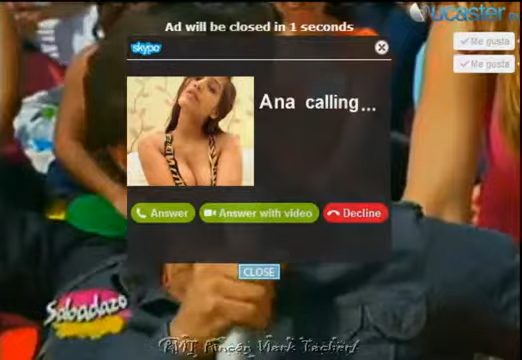 Ad will be closed in 1 seconds
ucaster
skype
Me gusta
Me gusta
Ana calling...
Answer
Answer with video
Decline
CLOSE
Sabadazo